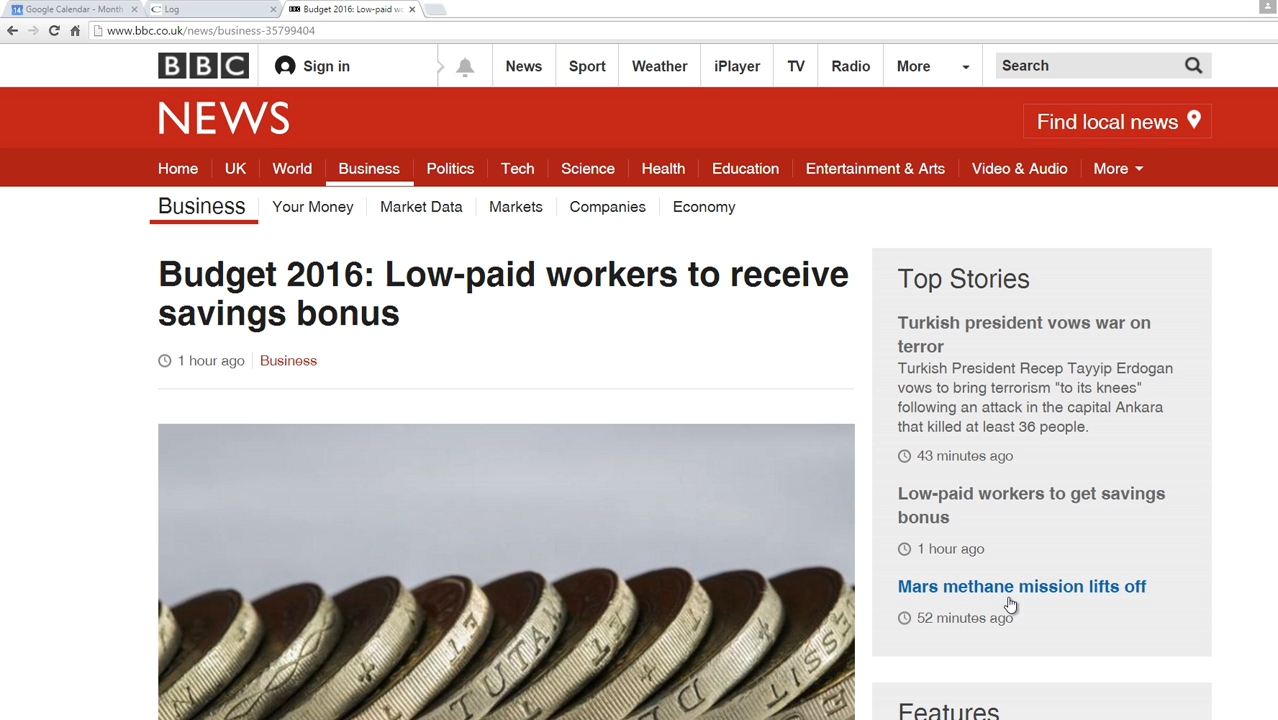 Google Calendar - Month
Log
Budget 2016: Low-paid wo
www.bbc.co.uk/news/business-35799404
BBC Sign in News Sport Weather iPlayer TV Radio More Search
NEWS
Find local news
Home UK World Business Politics Tech Science Health Education Entertainment & Arts Video & Audio More
Business Your Money Market Data Markets Companies Economy
Budget 2016: Low-paid workers to receive
savings bonus
1 hour ago Business
Top Stories
Turkish president vows war on
terror
Turkish President Recep Tayyip Erdogan
vows to bring terrorism "to its knees"
following an attack in the capital Ankara
that killed at least 36 people.
43 minutes ago
Low-paid workers to get savings
bonus
1 hour ago
Mars methane mission lifts off
52 minutes ago
Features